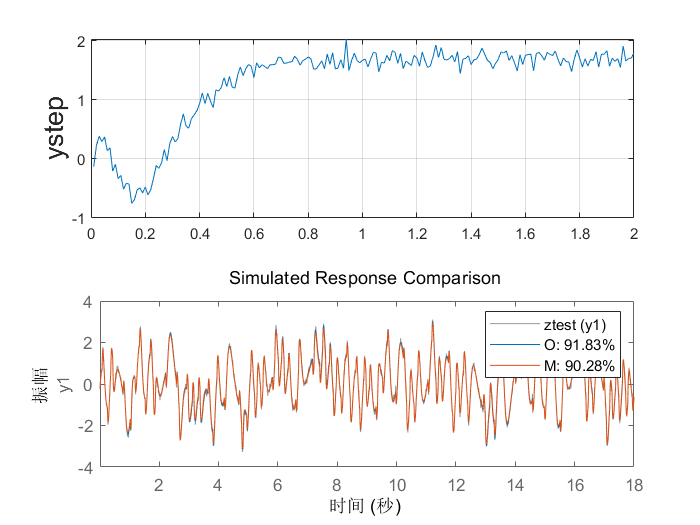 2
1
0
-1
ystep
0 0.2 0.4 0.6 0.8 1 1.2 1.4 1.6 1.8 2
Simulated Response Comparison
4
2
0
-2
-4
振幅
y1
ztest (y1)
O: 91.83%
M: 90.28%
2 4 6 8 10 12 14 16 18
时间 (秒)